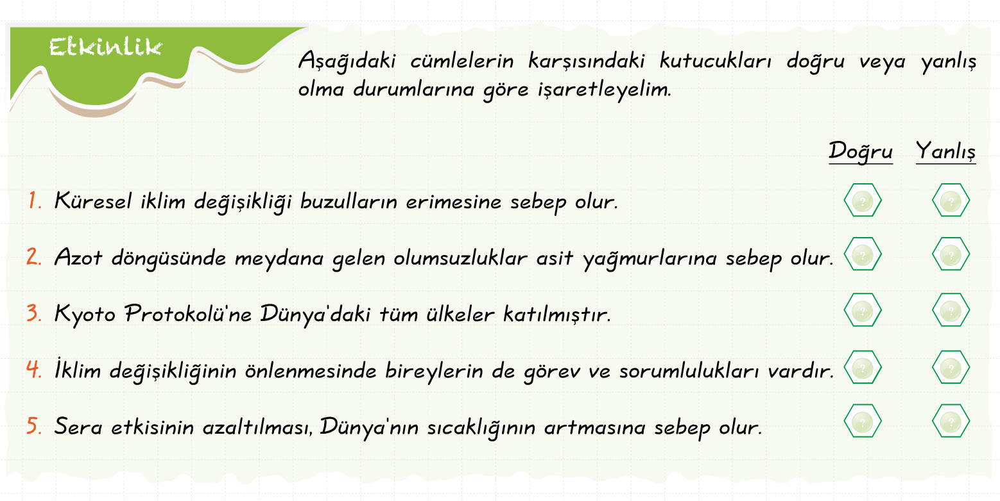 Etkinlik
Aşağıdaki cümlelerin karşısındaki kutucukları doğru veya yanlış
olma durumlarına göre işaretleyelim.
Doğru Yanlış
1. Küresel iklim değişikliği buzulların erimesine sebep olur. ? ?
2. Azot döngüsünde meydana gelen olumsuzluklar asit yağmurlarına sebep olur. ? ?
3. Kyoto Protokolü'ne Dünya'daki tüm ülkeler katılmıştır. ? ?
4. İklim değişikliğinin önlenmesinde bireylerin de görev ve sorumlulukları vardır. ? ?
5. Sera etkisinin azaltılması, Dünya'nın sıcaklığının artmasına sebep olur. ? ?